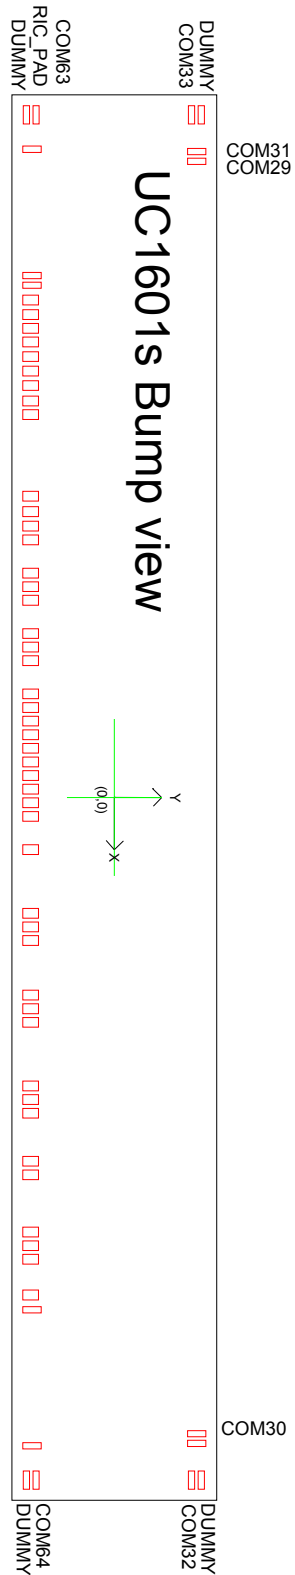 COM63
RIC_PAD
DUMMY
DUMMY
COM33
COM31
COM29
UC1601s Bump view
Y
(0,0)
X
COM30
COM64
DUMMY
DUMMY
COM32